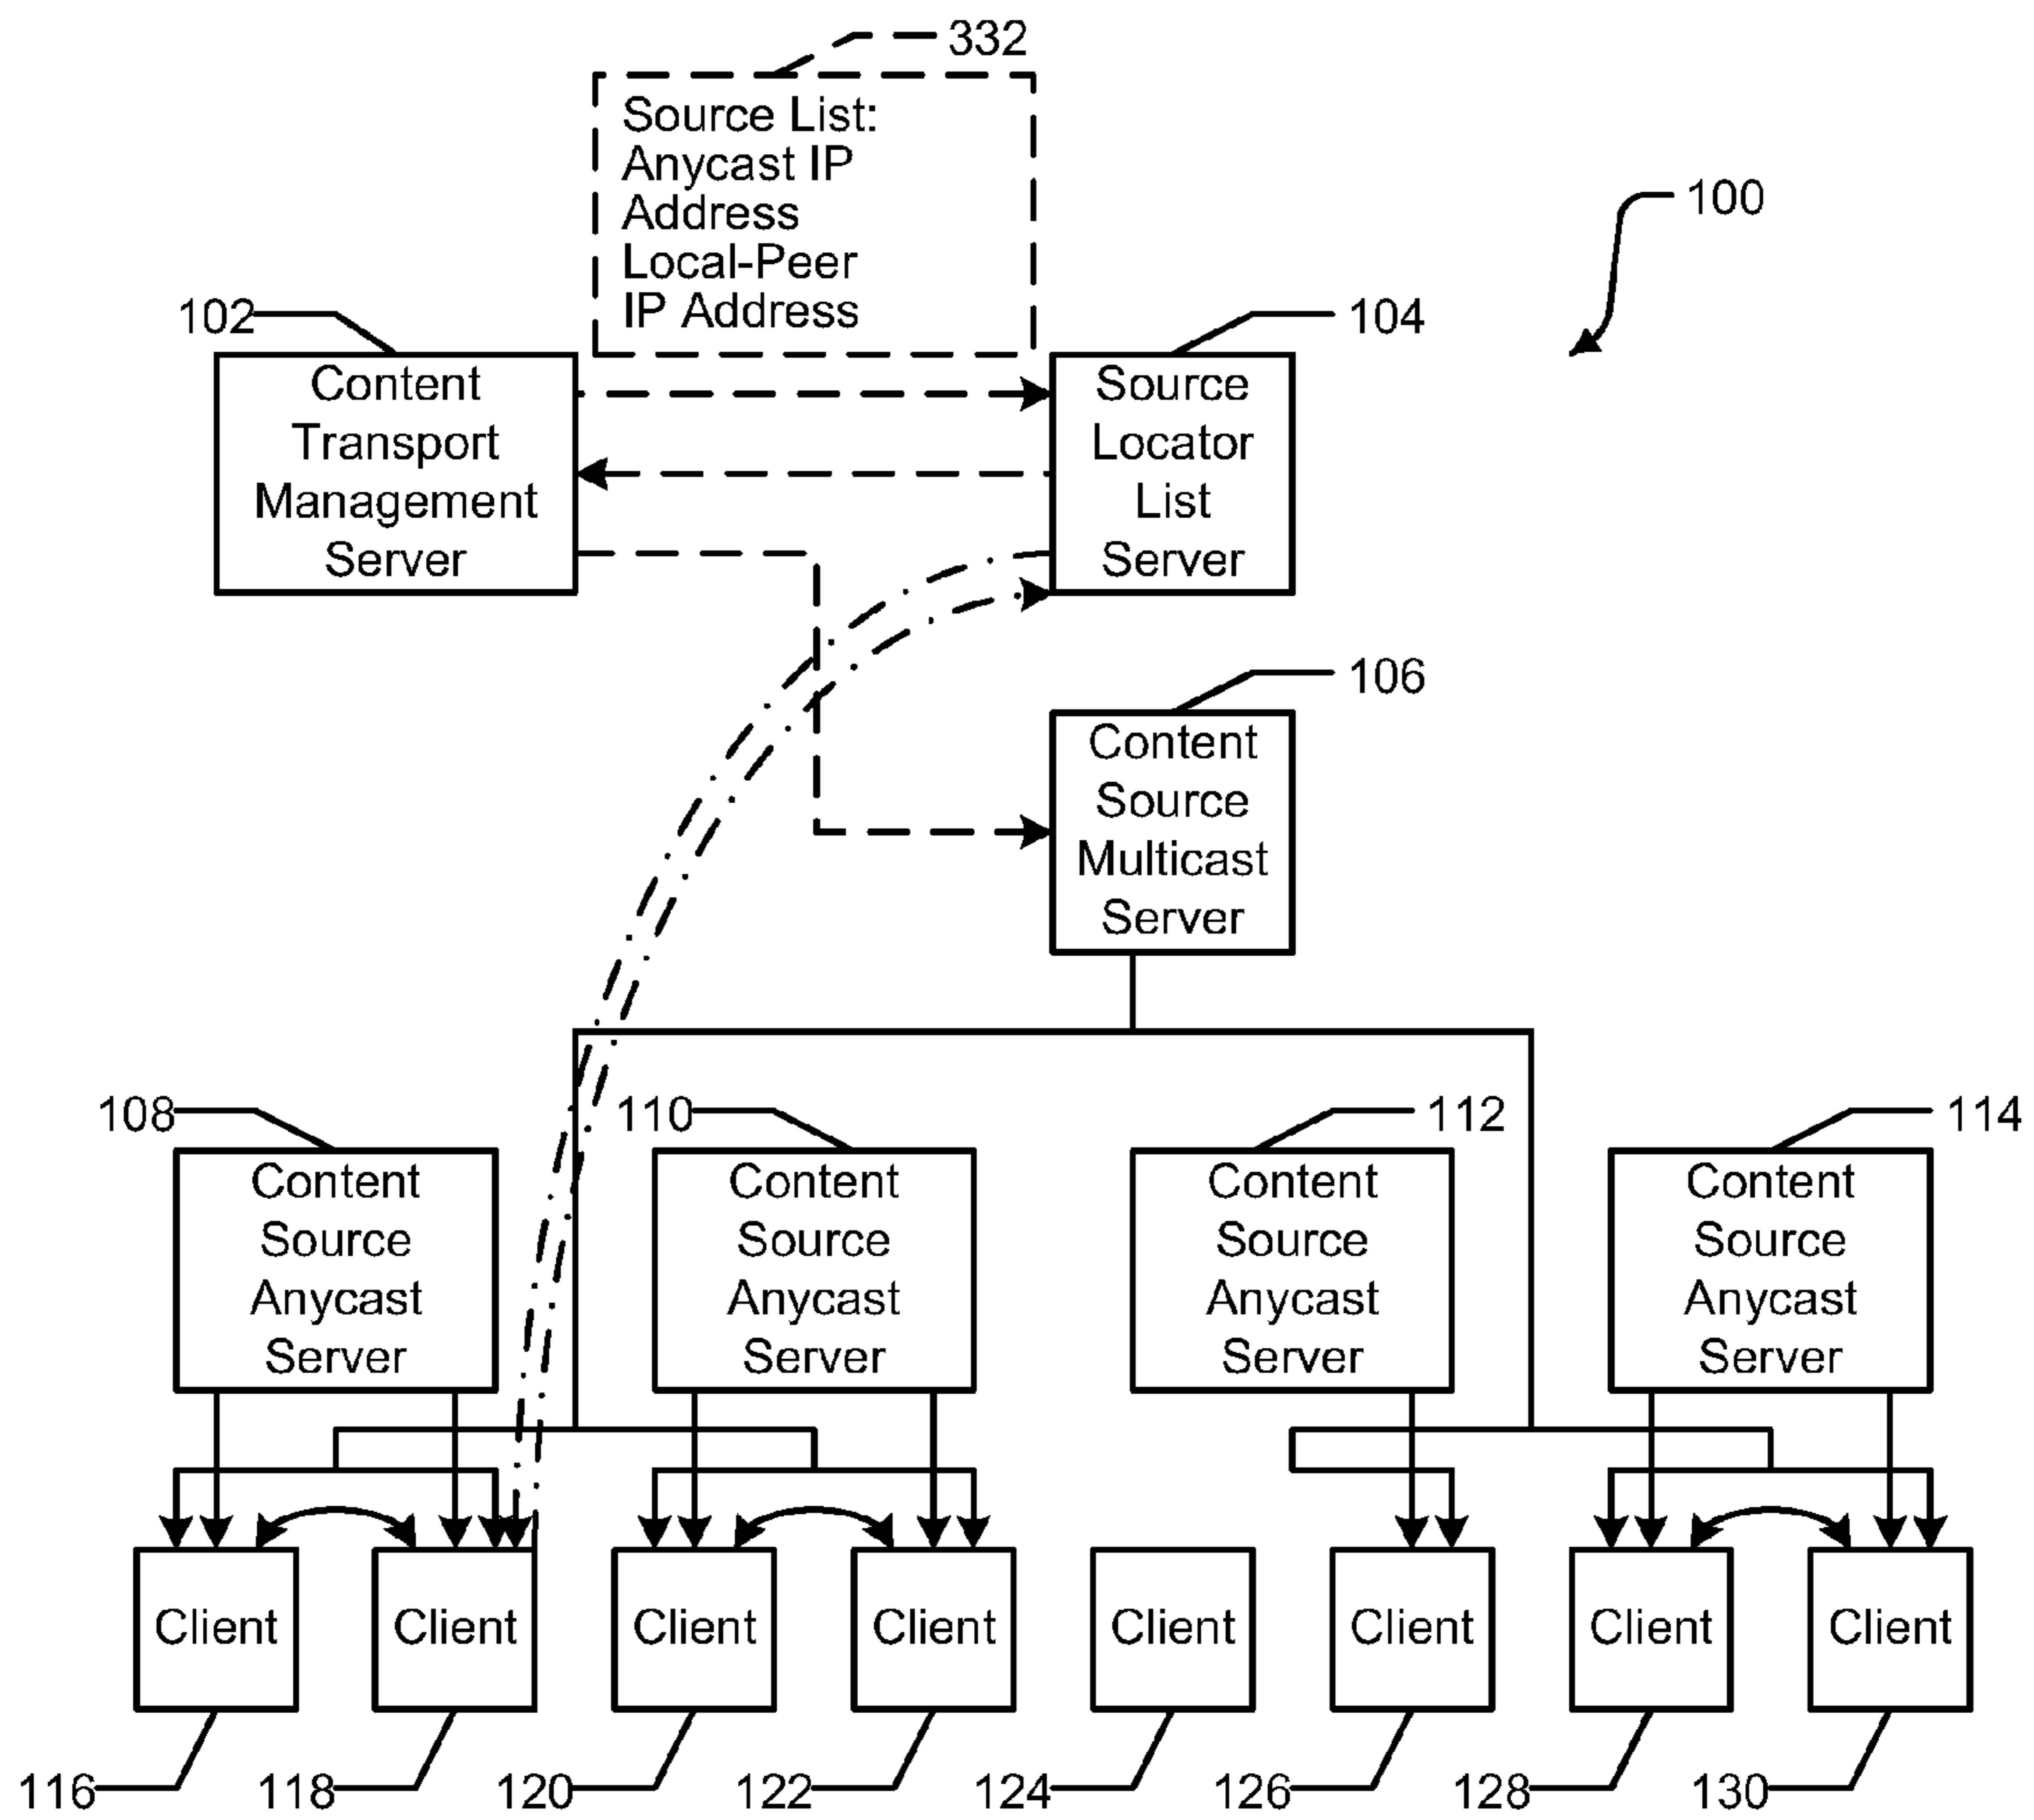 332
Source List:
Anycast IP
Address
Local-Peer
IP Address
100
102
104
Content
Transport
Management
Server
Source
Locator
List
Server
106
Content
Source
Multicast
Server
108
110
112
114
Content
Source
Anycast
Server
Content
Source
Anycast
Server
Content
Source
Anycast
Server
Content
Source
Anycast
Server
Client
Client
Client
Client
Client
Client
Client
Client
116
118
120
122
124
126
128
130